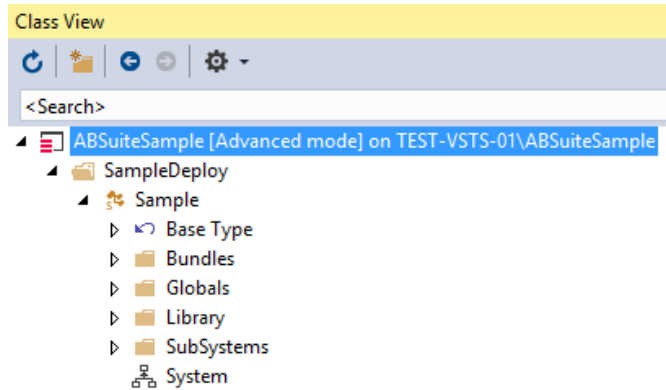 Class View
<Search>
ABSuiteSample [Advanced mode] on TEST-VSTS-01\ABSuiteSample
SampleDeploy
Sample
Base Type
Bundles
Globals
Library
SubSystems
System